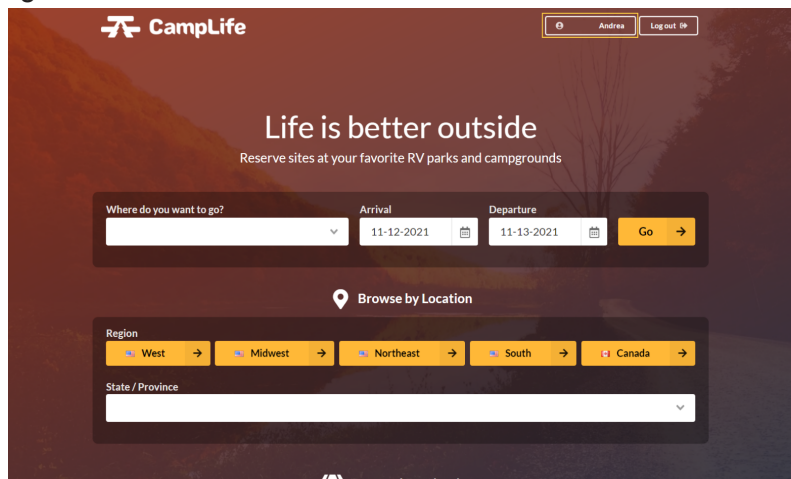 CampLife
Andrea
Log out
Life is better outside
Reserve sites at your favorite RV parks and campgrounds
Where do you want to go?
Arrival
Departure
11-12-2021
11-13-2021
Go
Browse by Location
Region
West
Midwest
Northeast
South
Canada
State / Province